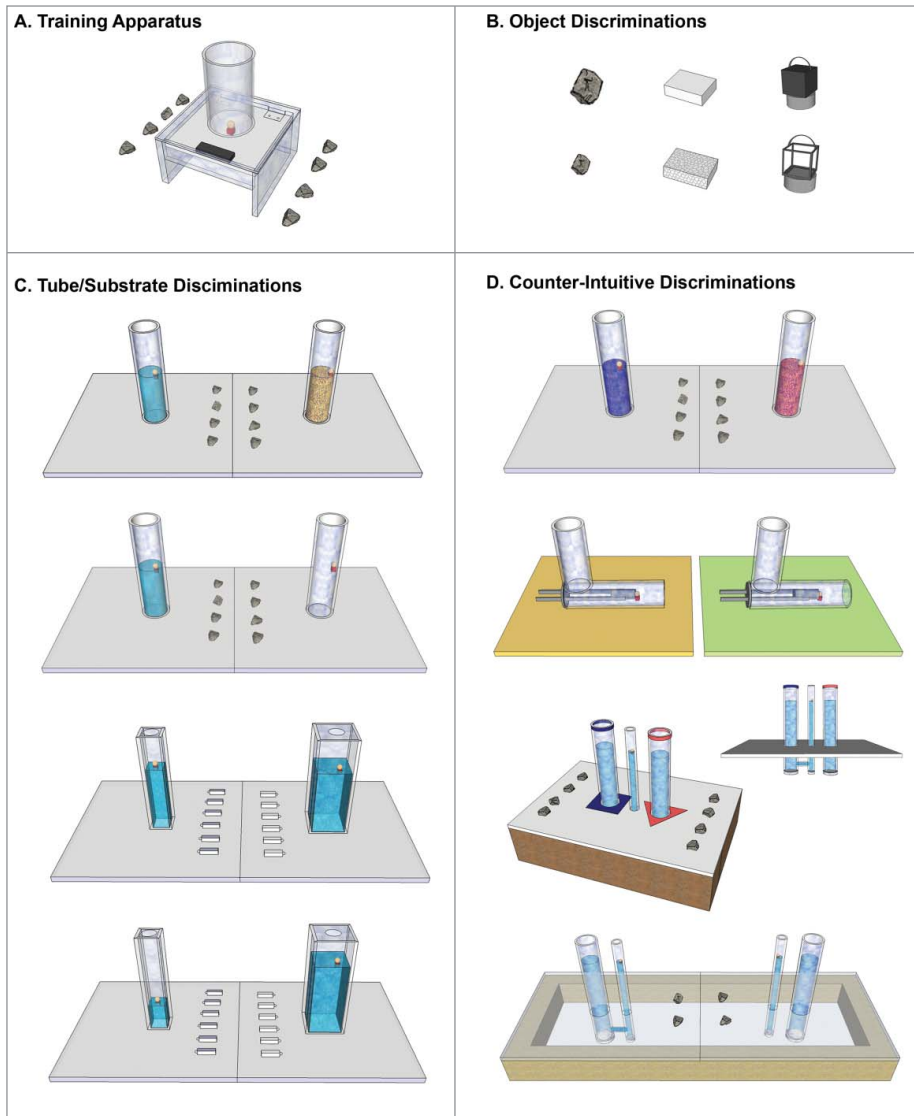 A. Training Apparatus
B. Object Discriminations
C. Tube/Substrate Disciminations
D. Counter-Intuitive Discriminations